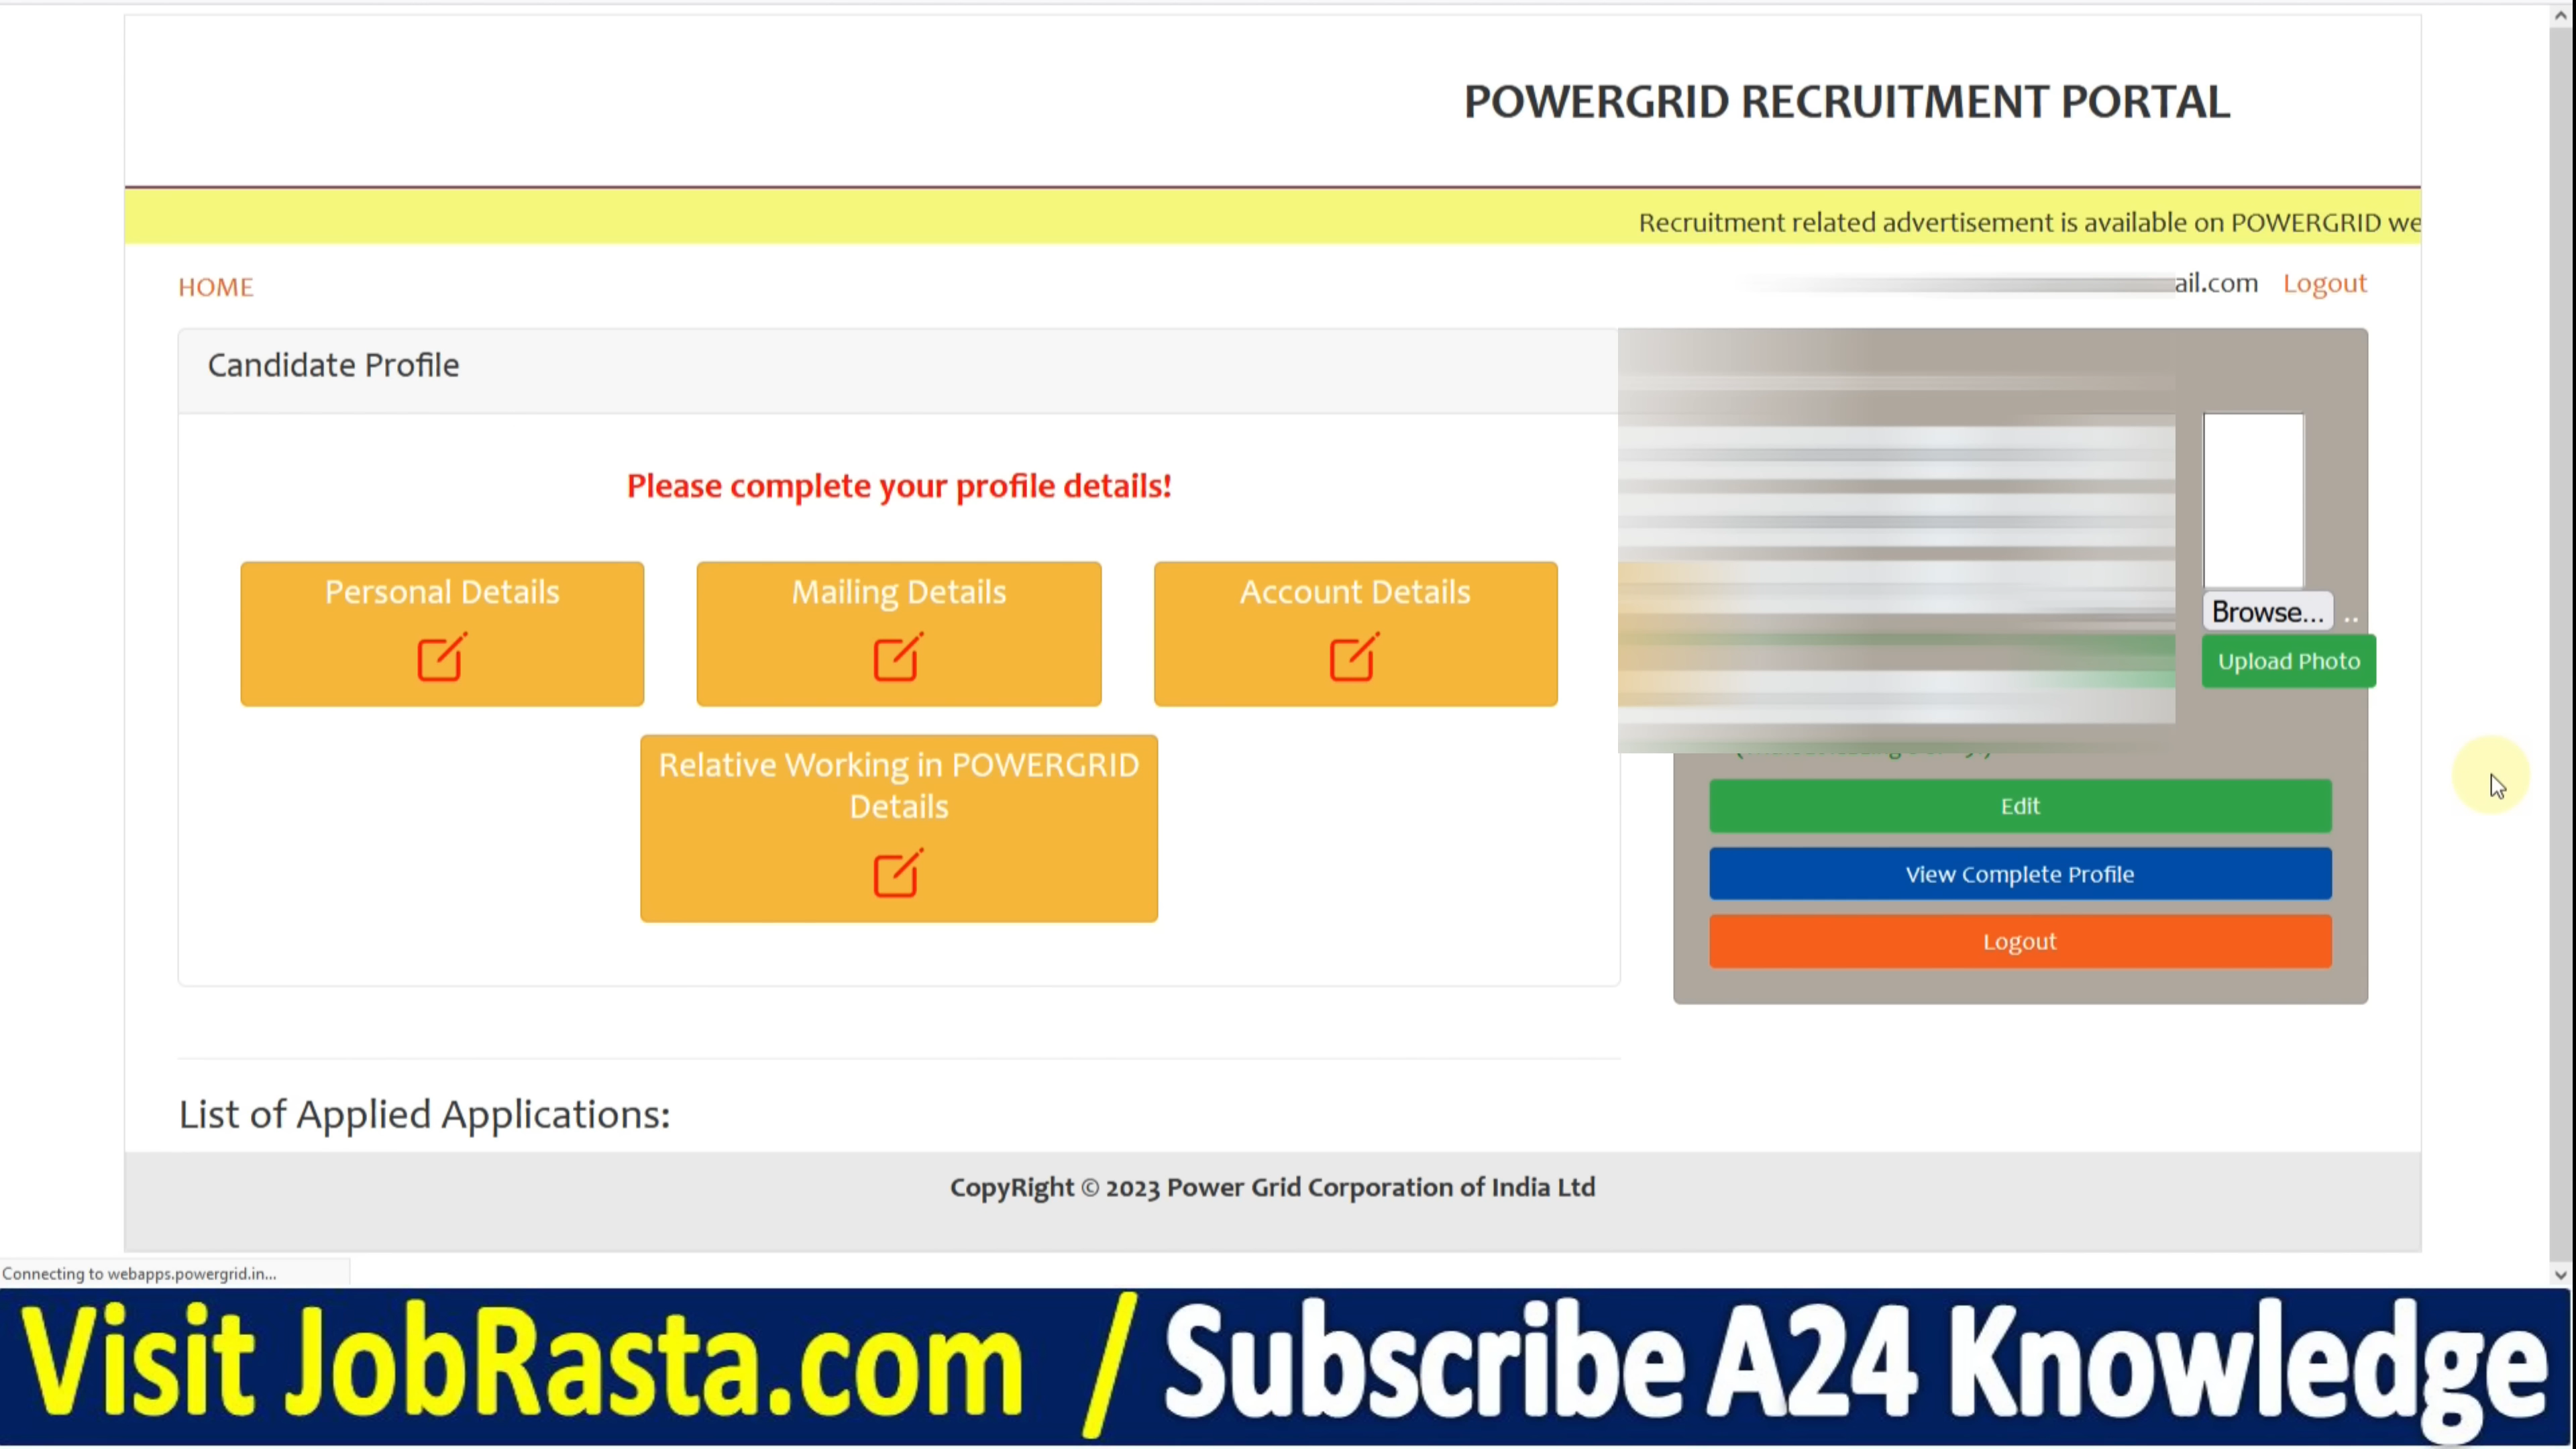 POWERGRID RECRUITMENT PORTAL
Recruitment related advertisement is available on POWERGRID we
HOME
ail.com Logout
Candidate Profile
Please complete your profile details!
Personal Details
Mailing Details
Account Details
Relative Working in POWERGRID
Details
Browse... ..
Upload Photo
Edit
View Complete Profile
Logout
List of Applied Applications:
CopyRight © 2023 Power Grid Corporation of India Ltd
Connecting to webapps.powergrid.in...
Visit JobRasta.com / Subscribe A24 Knowledge